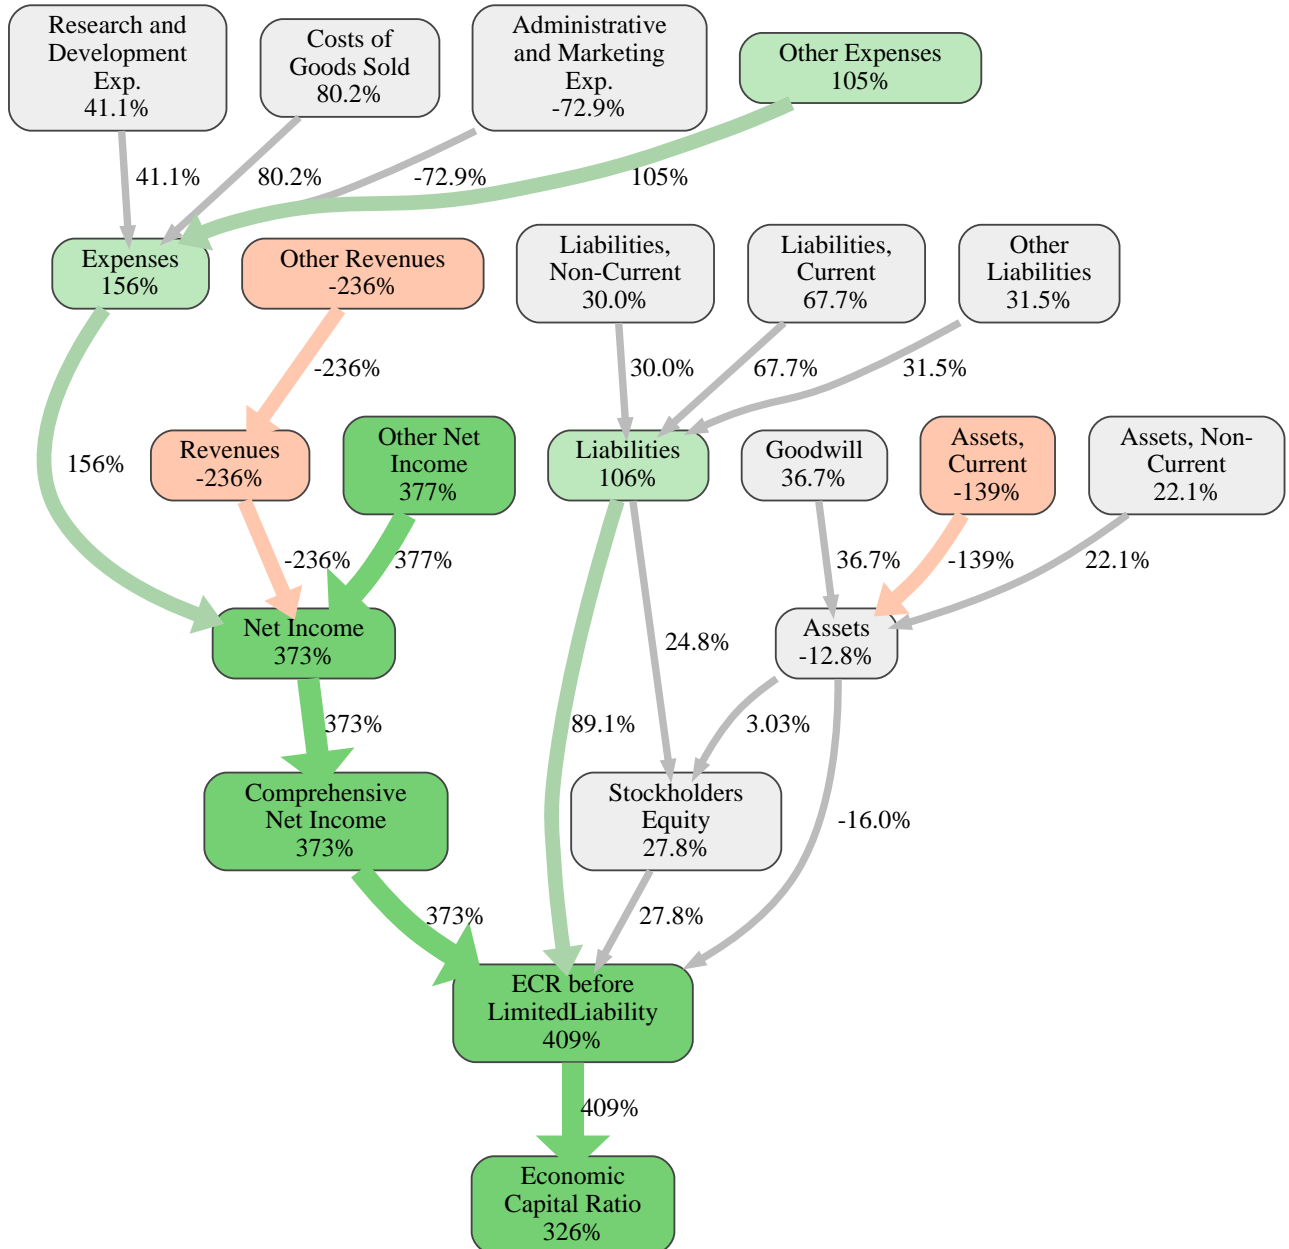 Research and
Development
Exp.
41.1%
Costs of
Goods Sold
80.2%
Administrative
and Marketing
Exp.
-72.9%
Other Expenses
105%
41.1%
80.2%
-72.9%
105%
Expenses
156%
Other Revenues
-236%
Liabilities,
Non-Current
30.0%
Liabilities,
Current
67.7%
Other
Liabilities
31.5%
-236%
30.0%
67.7%
31.5%
156%
Revenues
-236%
Other Net
Income
377%
Liabilities
106%
Goodwill
36.7%
Assets,
Current
-139%
Assets, Non-
Current
22.1%
-236%
377%
36.7%
-139%
22.1%
Net Income
373%
24.8%
Assets
-12.8%
373%
89.1%
3.03%
Comprehensive
Net Income
373%
Stockholders
Equity
27.8%
-16.0%
373%
27.8%
ECR before
LimitedLiability
409%
409%
Economic
Capital Ratio
326%